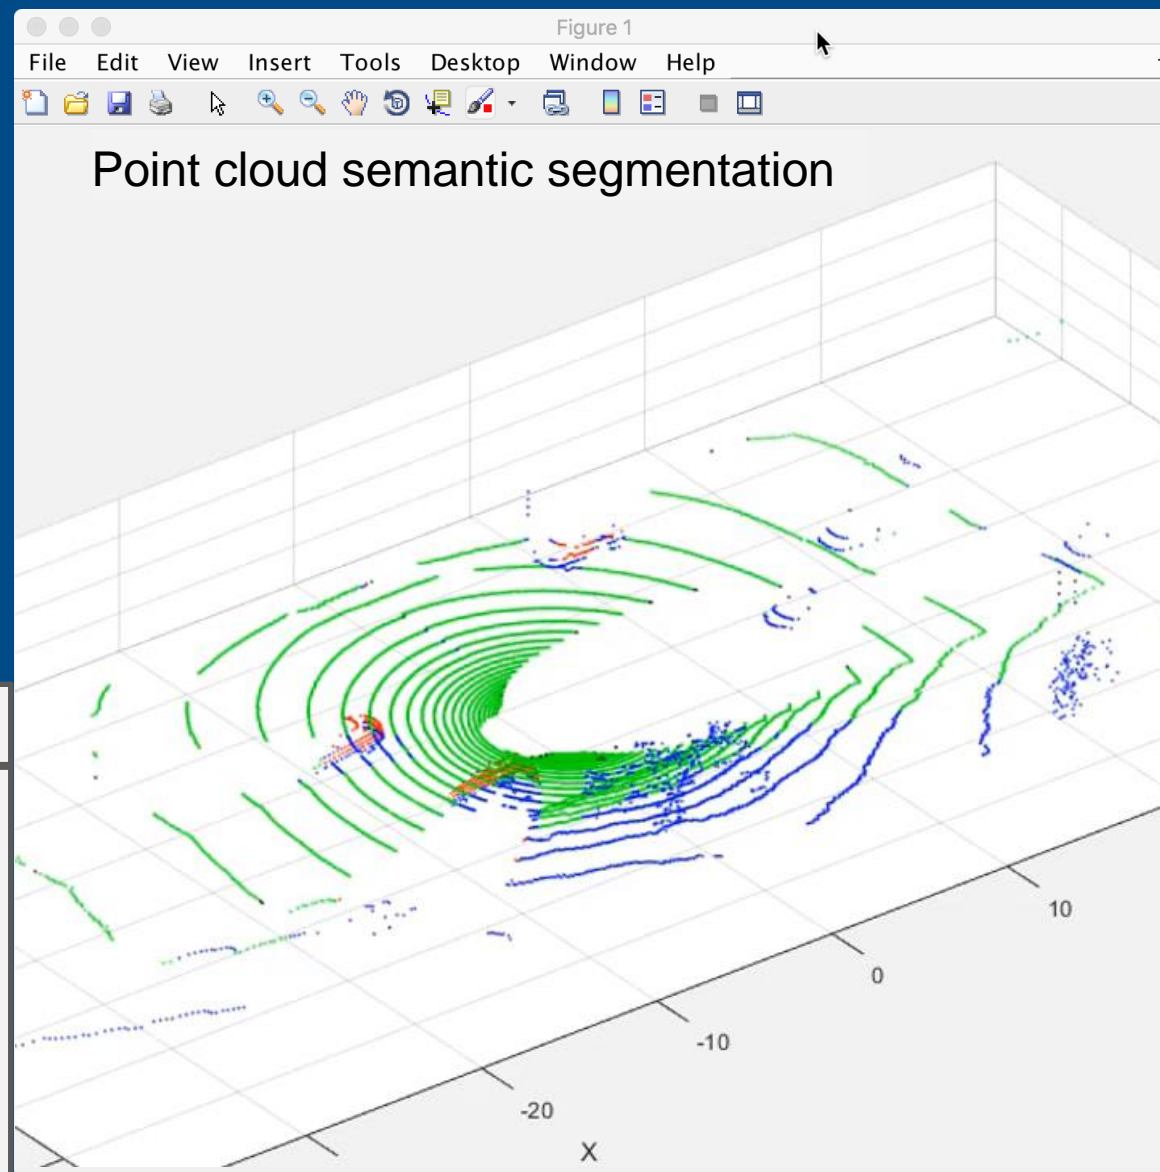 Figure 1
File Edit View Insert Tools Desktop Window Help
Point cloud semantic segmentation
10
0
-10
-20
X